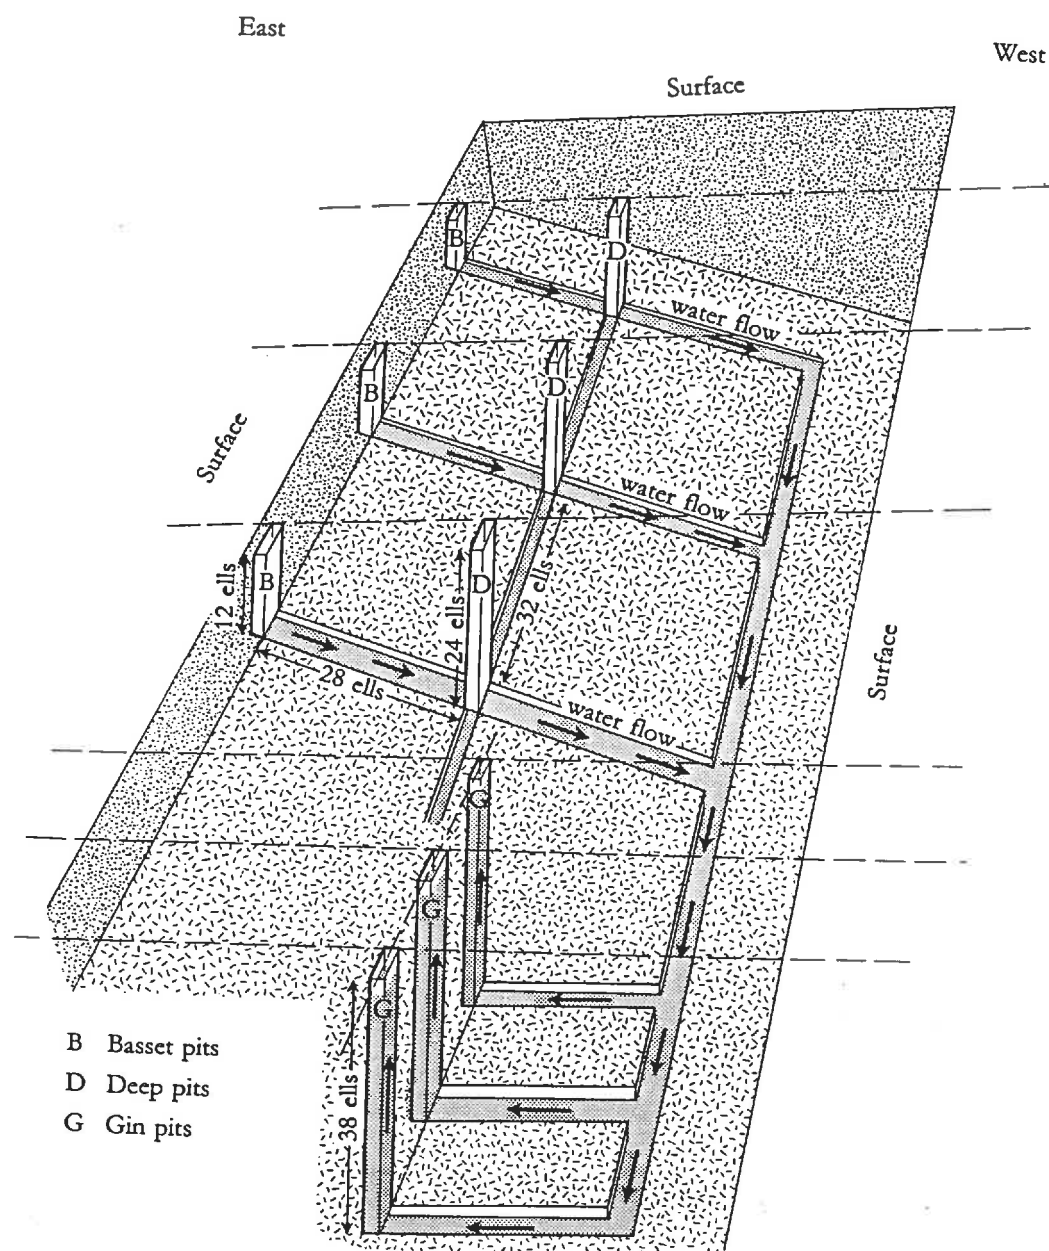 East
West
Surface
B
D
water flow
B
D
Surface
water flow
12 ells
B
D
24 ells
32 ells
28 ells
Surface
water flow
G
G
G
38 ells
B Basset pits
D Deep pits
G Gin pits